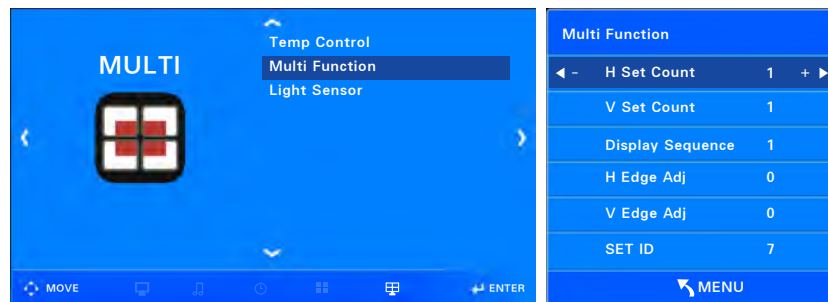 MULTI
Temp Control
Multi Function
Light Sensor
MOVE
ENTER
Multi Function
- H Set Count 1 +
V Set Count 1
Display Sequence 1
H Edge Adj 0
V Edge Adj 0
SET ID 7
MENU